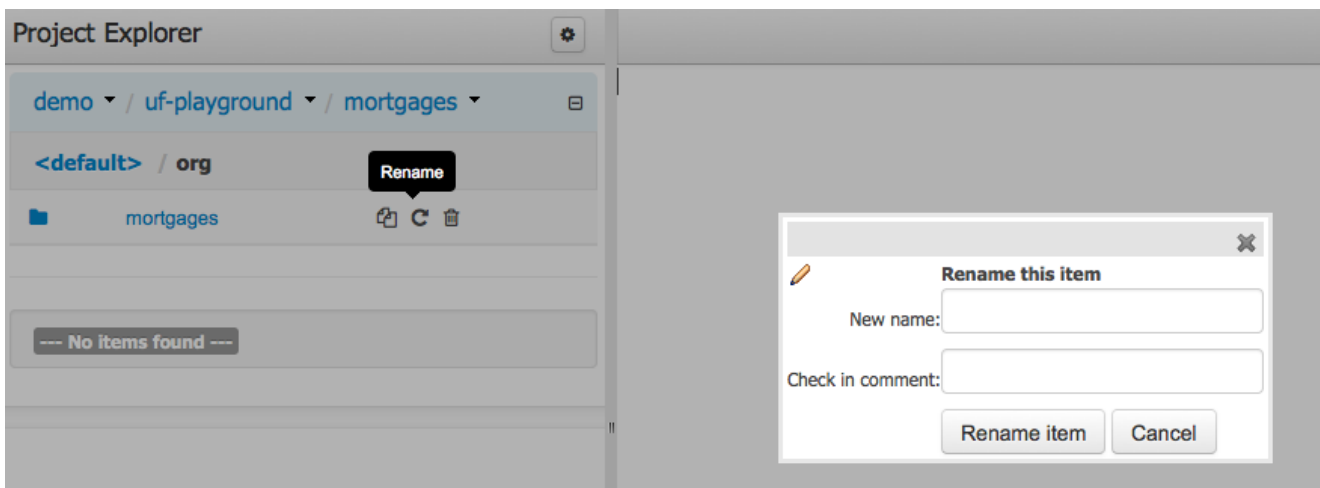 Project Explorer
demo / uf-playground / mortgages
<default> / org
Rename
mortgages
--- No items found ---
Rename this item
New name:
Check in comment:
Rename item Cancel